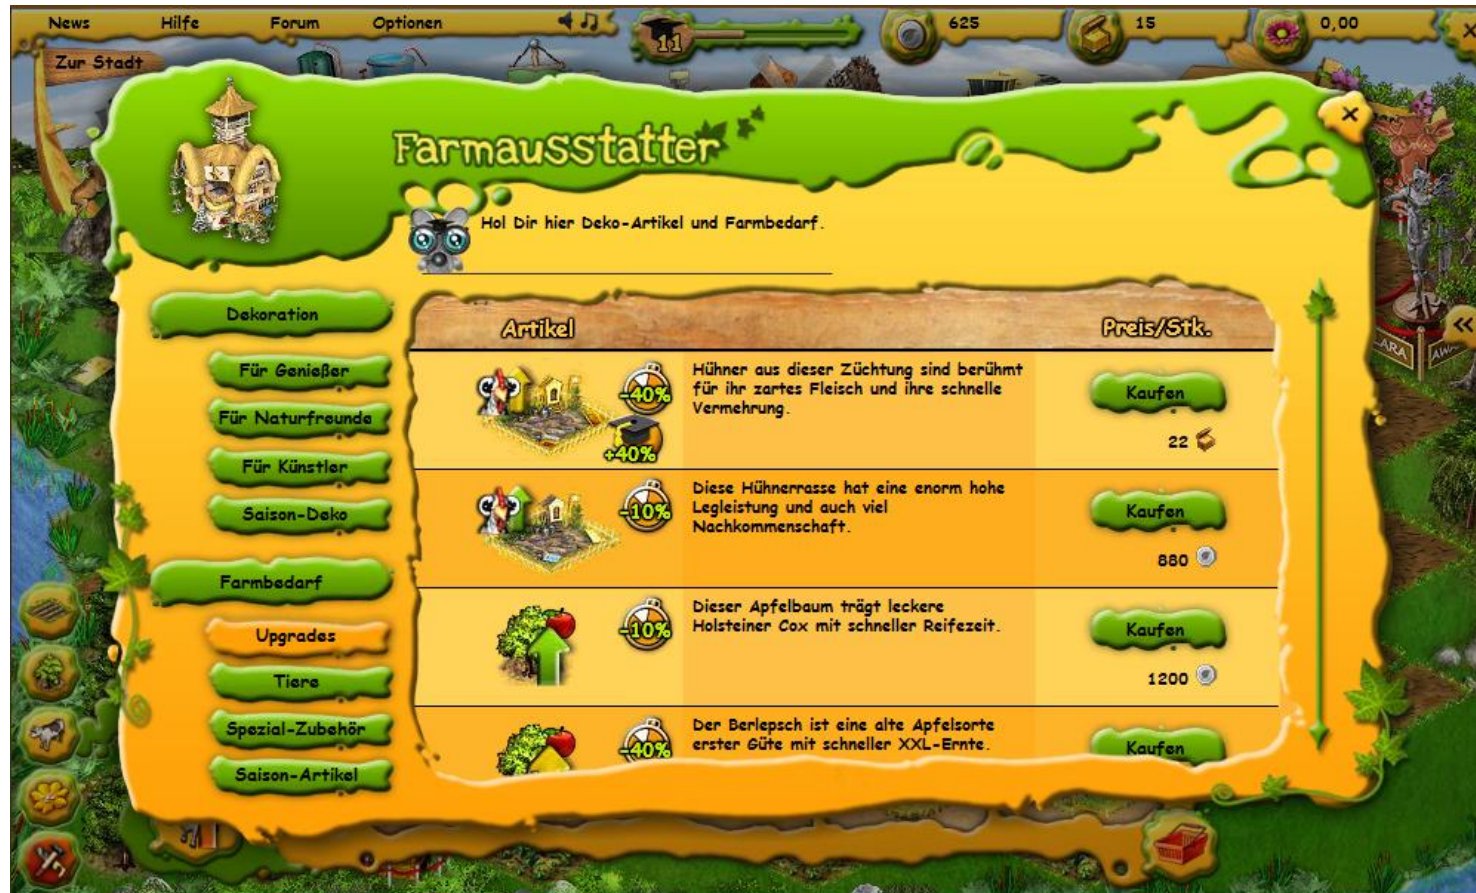 News Hilfe Forum Optionen 11 625 15 0,00
Zur Stadt
Farmausstatter
Hol Dir hier Deko-Artikel und Farmbedarf.
Dekoration
Für Genießer
Für Naturfreunde
Für Künstler
Saison-Deko
Farmbedarf
Upgrades
Tiere
Spezial-Zubehör
Saison-Artikel
Artikel Preis/Stk.
-40%
+40%
Hühner aus dieser Züchtung sind berühmt
für ihr zartes Fleisch und ihre schnelle
Vermehrung.
Kaufen
22
-10%
Diese Hühnerrasse hat eine enorm hohe
Legleistung und auch viel
Nachkommenschaft.
Kaufen
880
-10%
Dieser Apfelbaum trägt leckere
Holsteiner Cox mit schneller Reifezeit.
Kaufen
1200
-40%
Der Berlepsch ist eine alte Apfelsorte
erster Güte mit schneller XXL-Ernte.
Kaufen